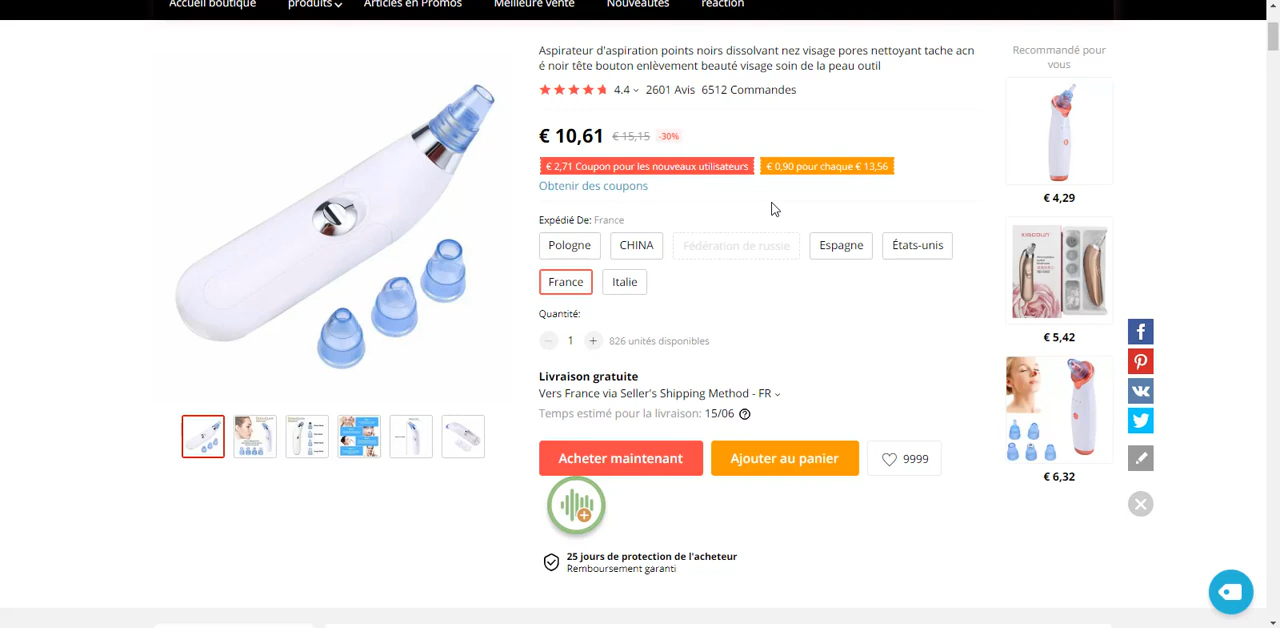 Accueil boutique produits Articles en Promos Meilleure vente Nouveautés réaction
Aspirateur d'aspiration points noirs dissolvant nez visage pores nettoyant tache acn
é noir tête bouton enlèvement beauté visage soin de la peau outil
4.4 2601 Avis 6512 Commandes
€ 10,61 € 15,15 -30%
€ 2,71 Coupon pour les nouveaux utilisateurs € 0,90 pour chaque € 13,56
Obtenir des coupons
Expédié De: France
Pologne CHINA Fédération de russie Espagne États-unis
France Italie
Quantité:
1 826 unités disponibles
Livraison gratuite
Vers France via Seller's Shipping Method - FR
Temps estimé pour la livraison: 15/06
Acheter maintenant Ajouter au panier 9999
25 jours de protection de l'acheteur
Remboursement garanti
Recommandé pour
vous
€ 4,29
XIAOLUN
€ 5,42
€ 6,32